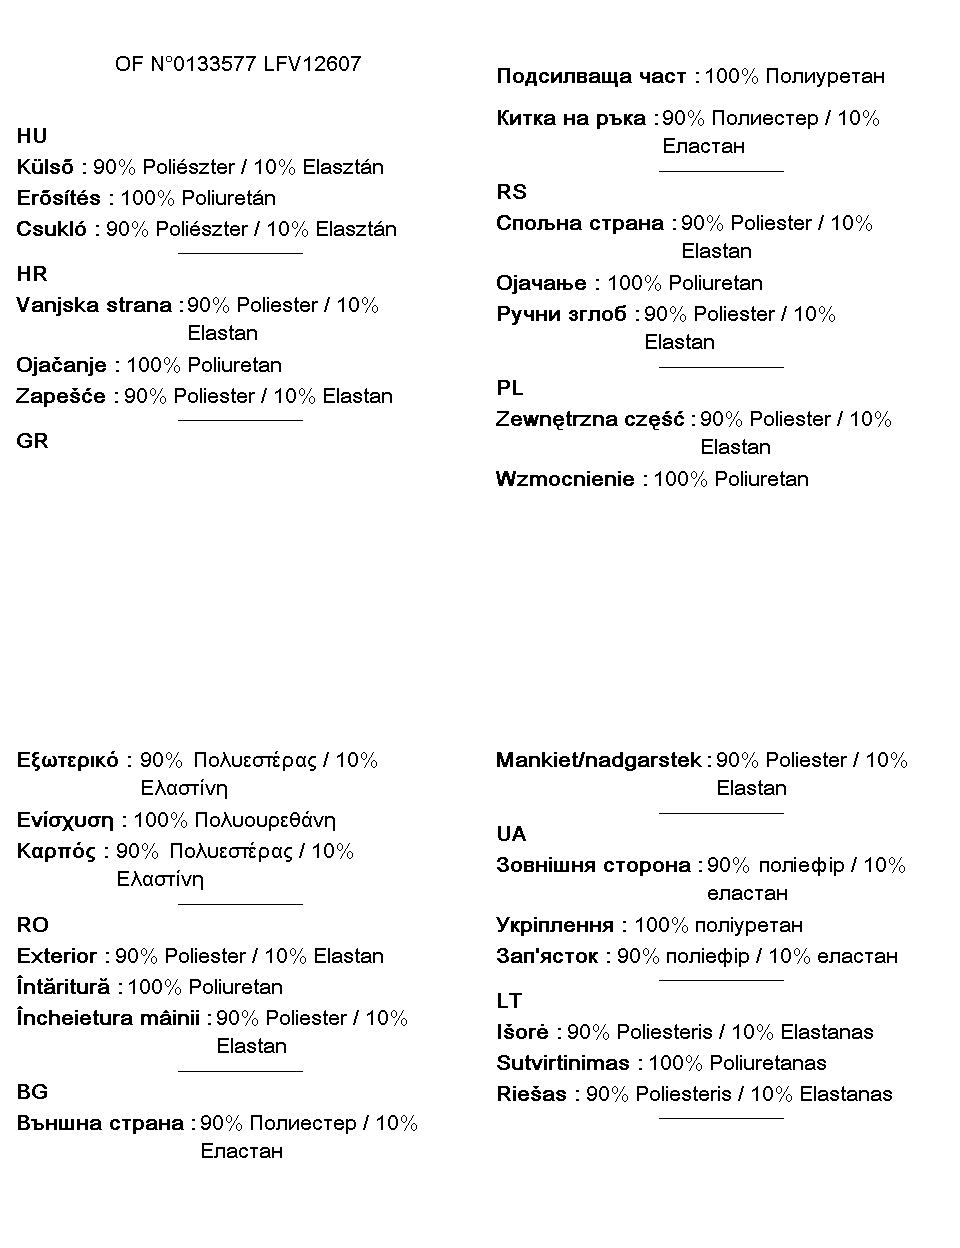 OF N°0133577 LFV12607
HU
Külső : 90% Poliészter / 10% Elasztán
Erősítés : 100% Poliuretán
Csukló : 90% Poliészter / 10% Elasztán
HR
Vanjska strana : 90% Poliester / 10%
Elastan
Ojačanje : 100% Poliuretan
Zapešće : 90% Poliester / 10% Elastan
GR
Εξωτερικό : 90% Πολυεστέρας / 10%
Ελαστίνη
Ενίσχυση : 100% Πολυουρεθάνη
Καρπός : 90% Πολυεστέρας / 10%
Ελαστίνη
RO
Exterior : 90% Poliester / 10% Elastan
Întăritură : 100% Poliuretan
Încheietura mâinii : 90% Poliester / 10%
Elastan
BG
Външна страна : 90% Полиестер / 10%
Еластан
Подсилваща част : 100% Полиуретан
Китка на ръка : 90% Полиестер / 10%
Еластан
RS
Спољна страна : 90% Poliester / 10%
Elastan
Ојачање : 100% Poliuretan
Ручни зглоб : 90% Poliester / 10%
Elastan
PL
Zewnętrzna część : 90% Poliester / 10%
Elastan
Wzmocnienie : 100% Poliuretan
Mankiet/nadgarstek : 90% Poliester / 10%
Elastan
UA
Зовнішня сторона : 90% поліефір / 10%
еластан
Укріплення : 100% поліуретан
Зап'ясток : 90% поліефір / 10% еластан
LT
Išorė : 90% Poliesteris / 10% Elastanas
Sutvirtinimas : 100% Poliuretanas
Riešas : 90% Poliesteris / 10% Elastanas